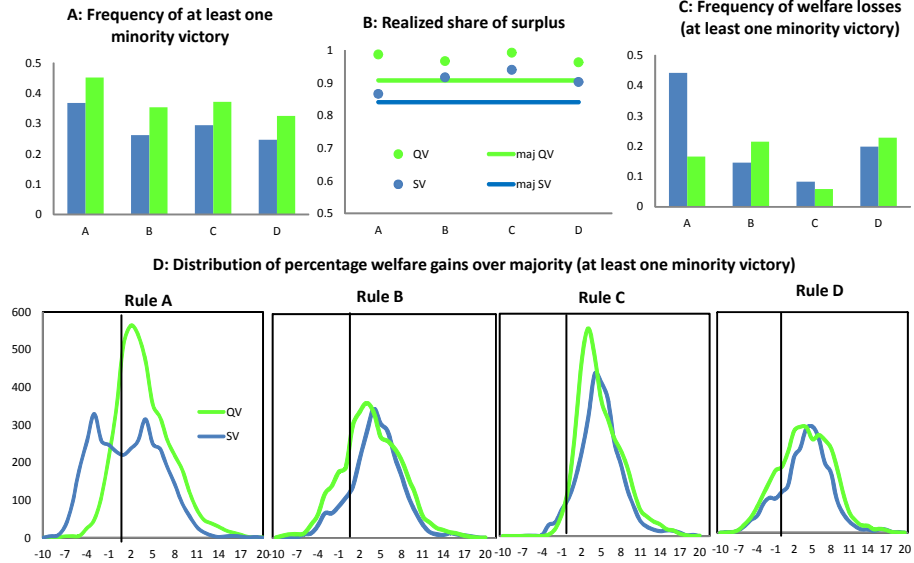 A: Frequency of at least one
minority victory
0.5
0.4
0.3
0.2
0.1
0
A B C D
B: Realized share of surplus
1
0.9
0.8
0.7
0.6
0.5
QV maj QV
SV maj SV
A B C D
C: Frequency of welfare losses
(at least one minority victory)
0.5
0.4
0.3
0.2
0.1
0
A B C D
D: Distribution of percentage welfare gains over majority (at least one minority victory)
Rule A Rule B Rule C Rule D
600
500
400
300
200
100
0
QV
SV
-10 -7 -4 -1 2 5 8 11 14 17 20
-10 -7 -4 -1 2 5 8 11 14 17 20
-10 -7 -4 -1 2 5 8 11 14 17 20
-10 -7 -4 -1 2 5 8 11 14 17 20